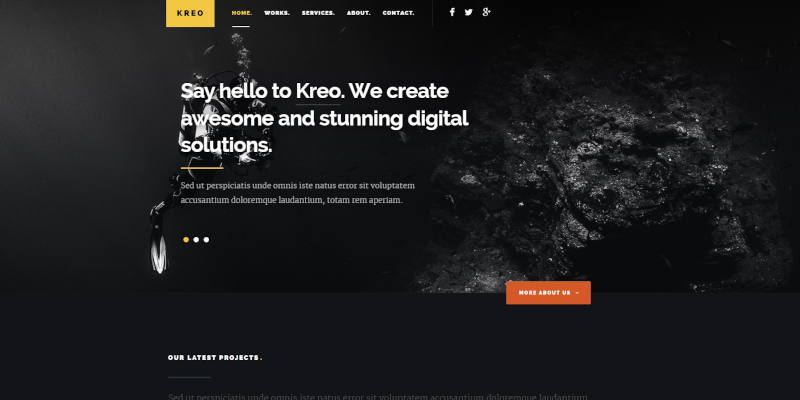 KREO
HOME. WORKS. SERVICES. ABOUT. CONTACT.
Say hello to Kreo. We create
awesome and stunning digital
solutions.
Sed ut perspiciatis unde omnis iste natus error sit voluptatem
accusantium doloremque laudantium, totam rem aperiam.
MORE ABOUT US
OUR LATEST PROJECTS.
Sed ut perspiciatis unde omnis iste natus error sit voluptatem accusantium doloremque laudantium